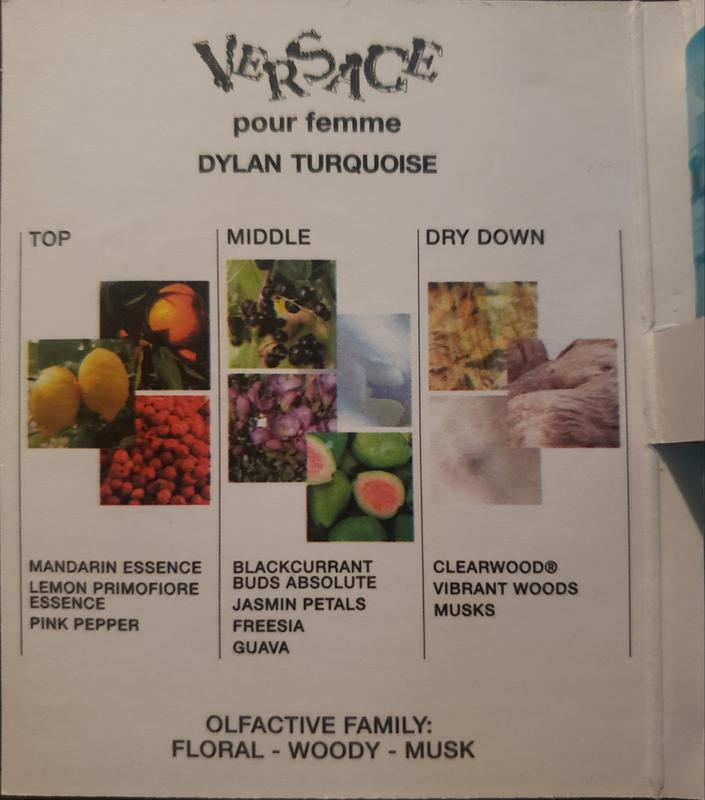 VERSACE
pour femme
DYLAN TURQUOISE
TOP
MANDARIN ESSENCE
LEMON PRIMOFIORE
ESSENCE
PINK PEPPER
MIDDLE
BLACKCURRANT
BUDS ABSOLUTE
JASMIN PETALS
FREESIA
GUAVA
DRY DOWN
CLEARWOOD®
VIBRANT WOODS
MUSKS
OLFACTIVE FAMILY:
FLORAL - WOODY - MUSK